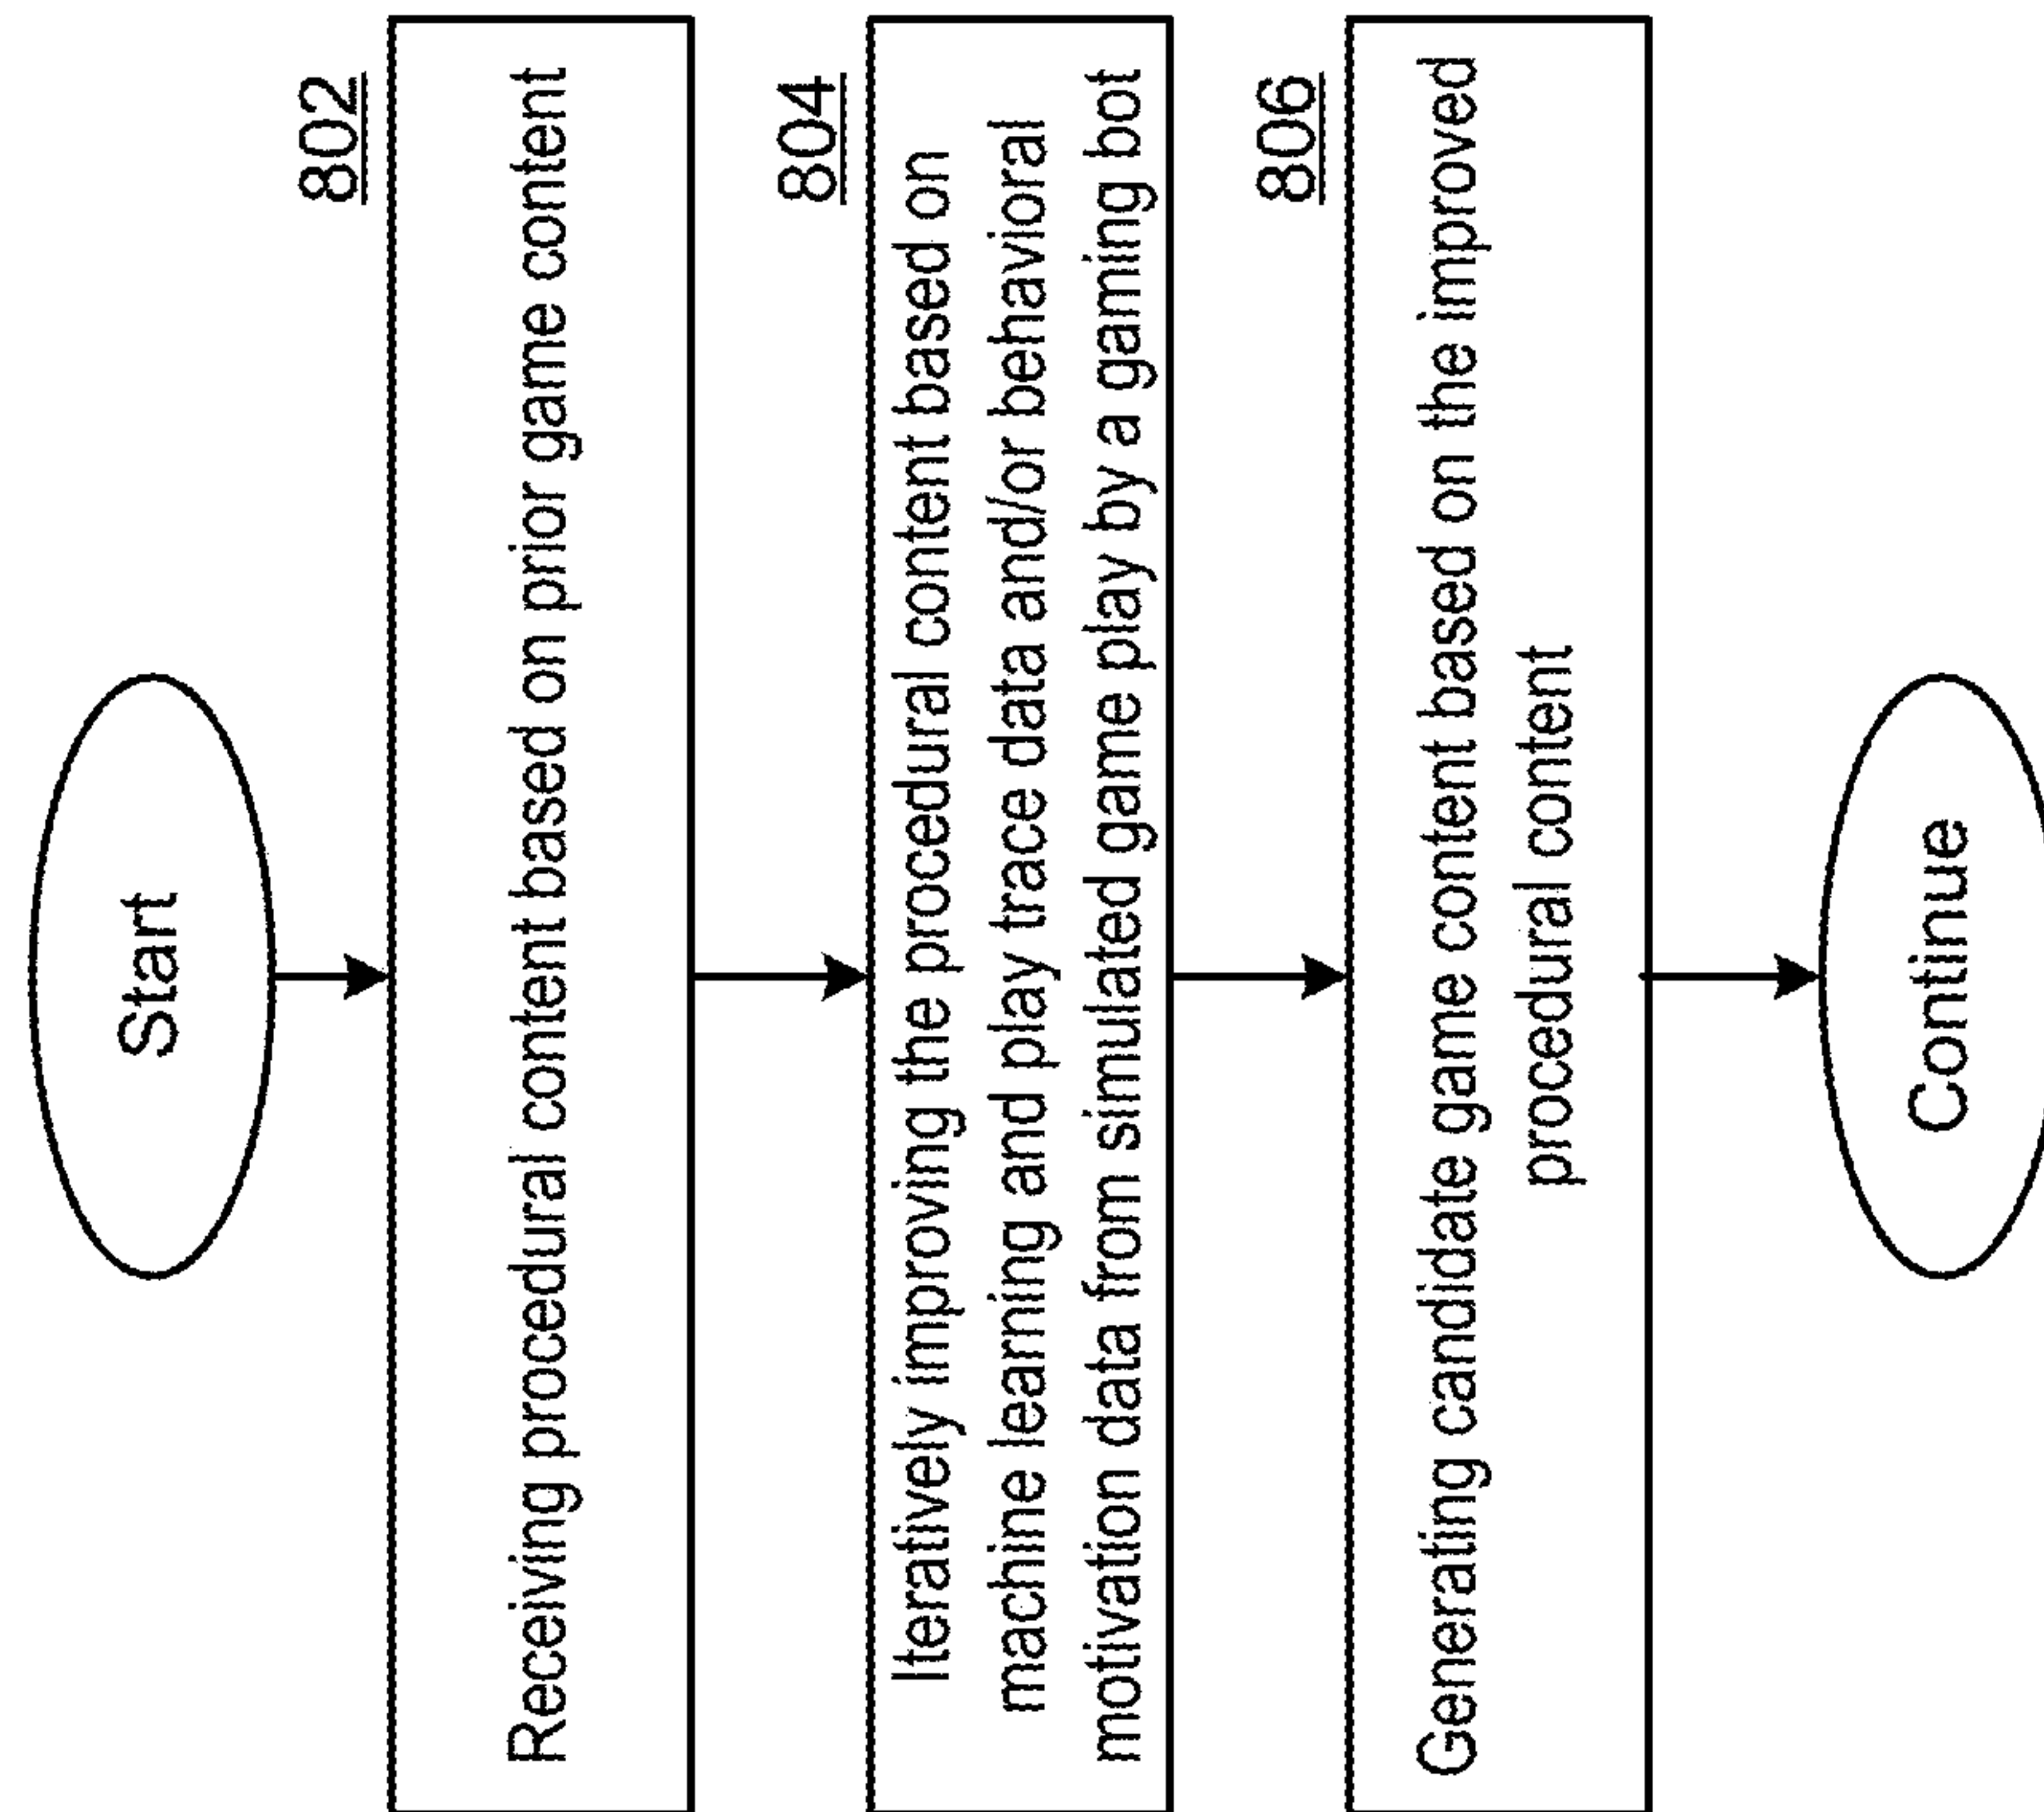 Start
802
Receiving procedural content based on prior game content
804
Iteratively improving the procedural content based on
machine learning and play trace data and/or behavioral
motivation data from simulated game play by a gaming bot
806
Generating candidate game content based on the improved
procedural content
Continue